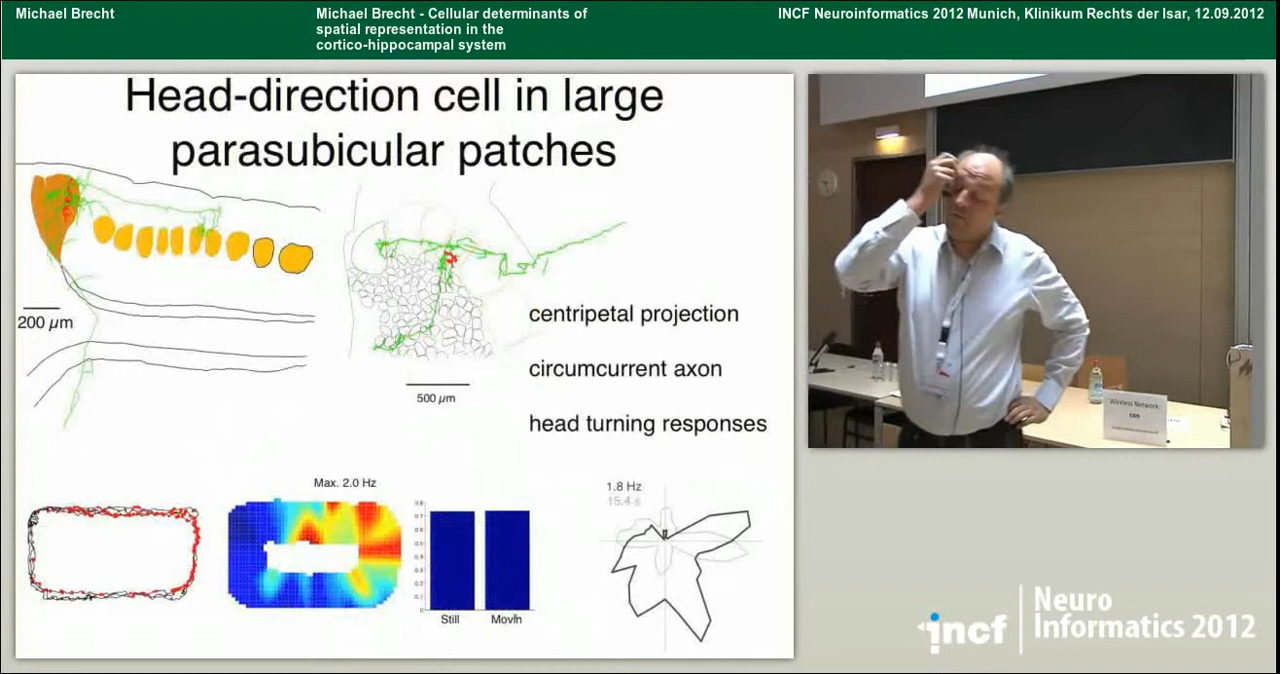 Michael Brecht
Michael Brecht - Cellular determinants of
spatial representation in the
cortico-hippocampal system
INCF Neuroinformatics 2012 Munich, Klinikum Rechts der Isar, 12.09.2012
Head-direction cell in large
parasubicular patches
200 µm
500 µm
centripetal projection
circumcurrent axon
head turning responses
Max. 2.0 Hz
Still
1.8 Hz
15.4 s
Wireless Network:
incf
Neuro
Informatics 2012